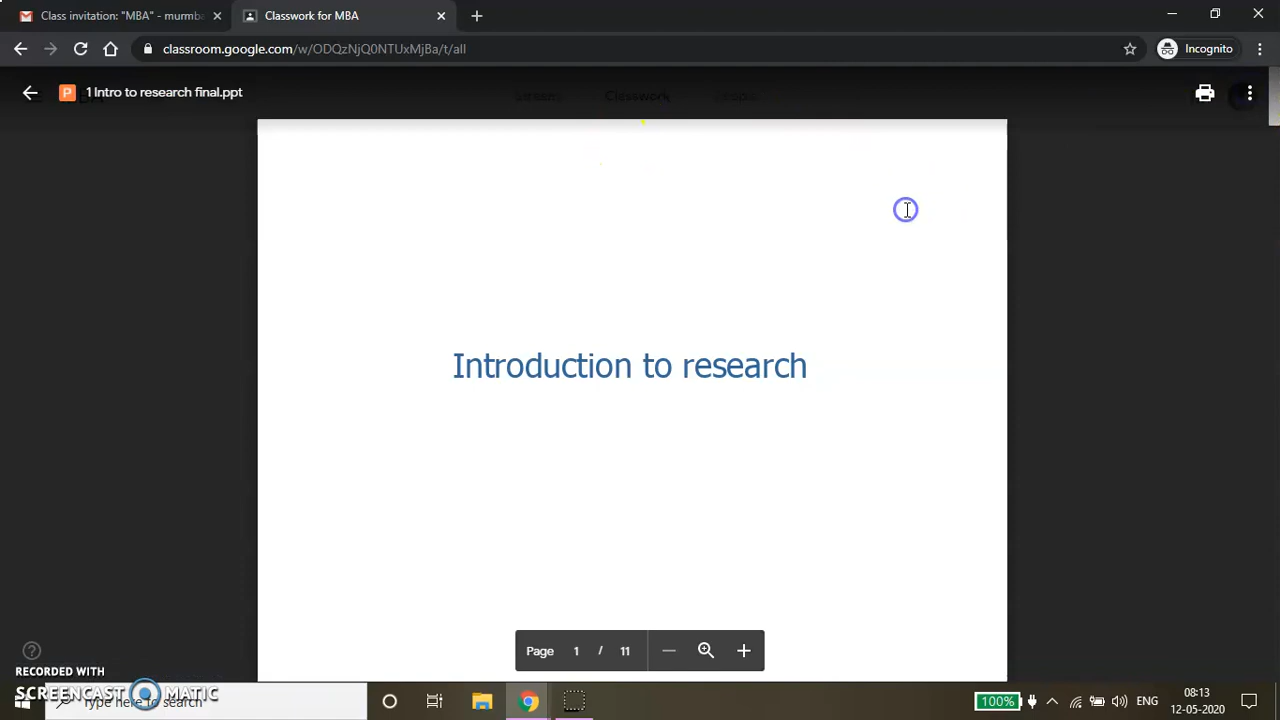 Class invitation: "MBA" - mumba
Classwork for MBA
classroom.google.com/w/ODQzNjQ0NTUxMjBa/t/all
Incognito
P 1 Intro to research final.ppt
Classwork
Introduction to research
Page 1 / 11
RECORDED WITH
SCREENCAST MATIC
Type here to search
100%
ENG
08:13
12-05-2020